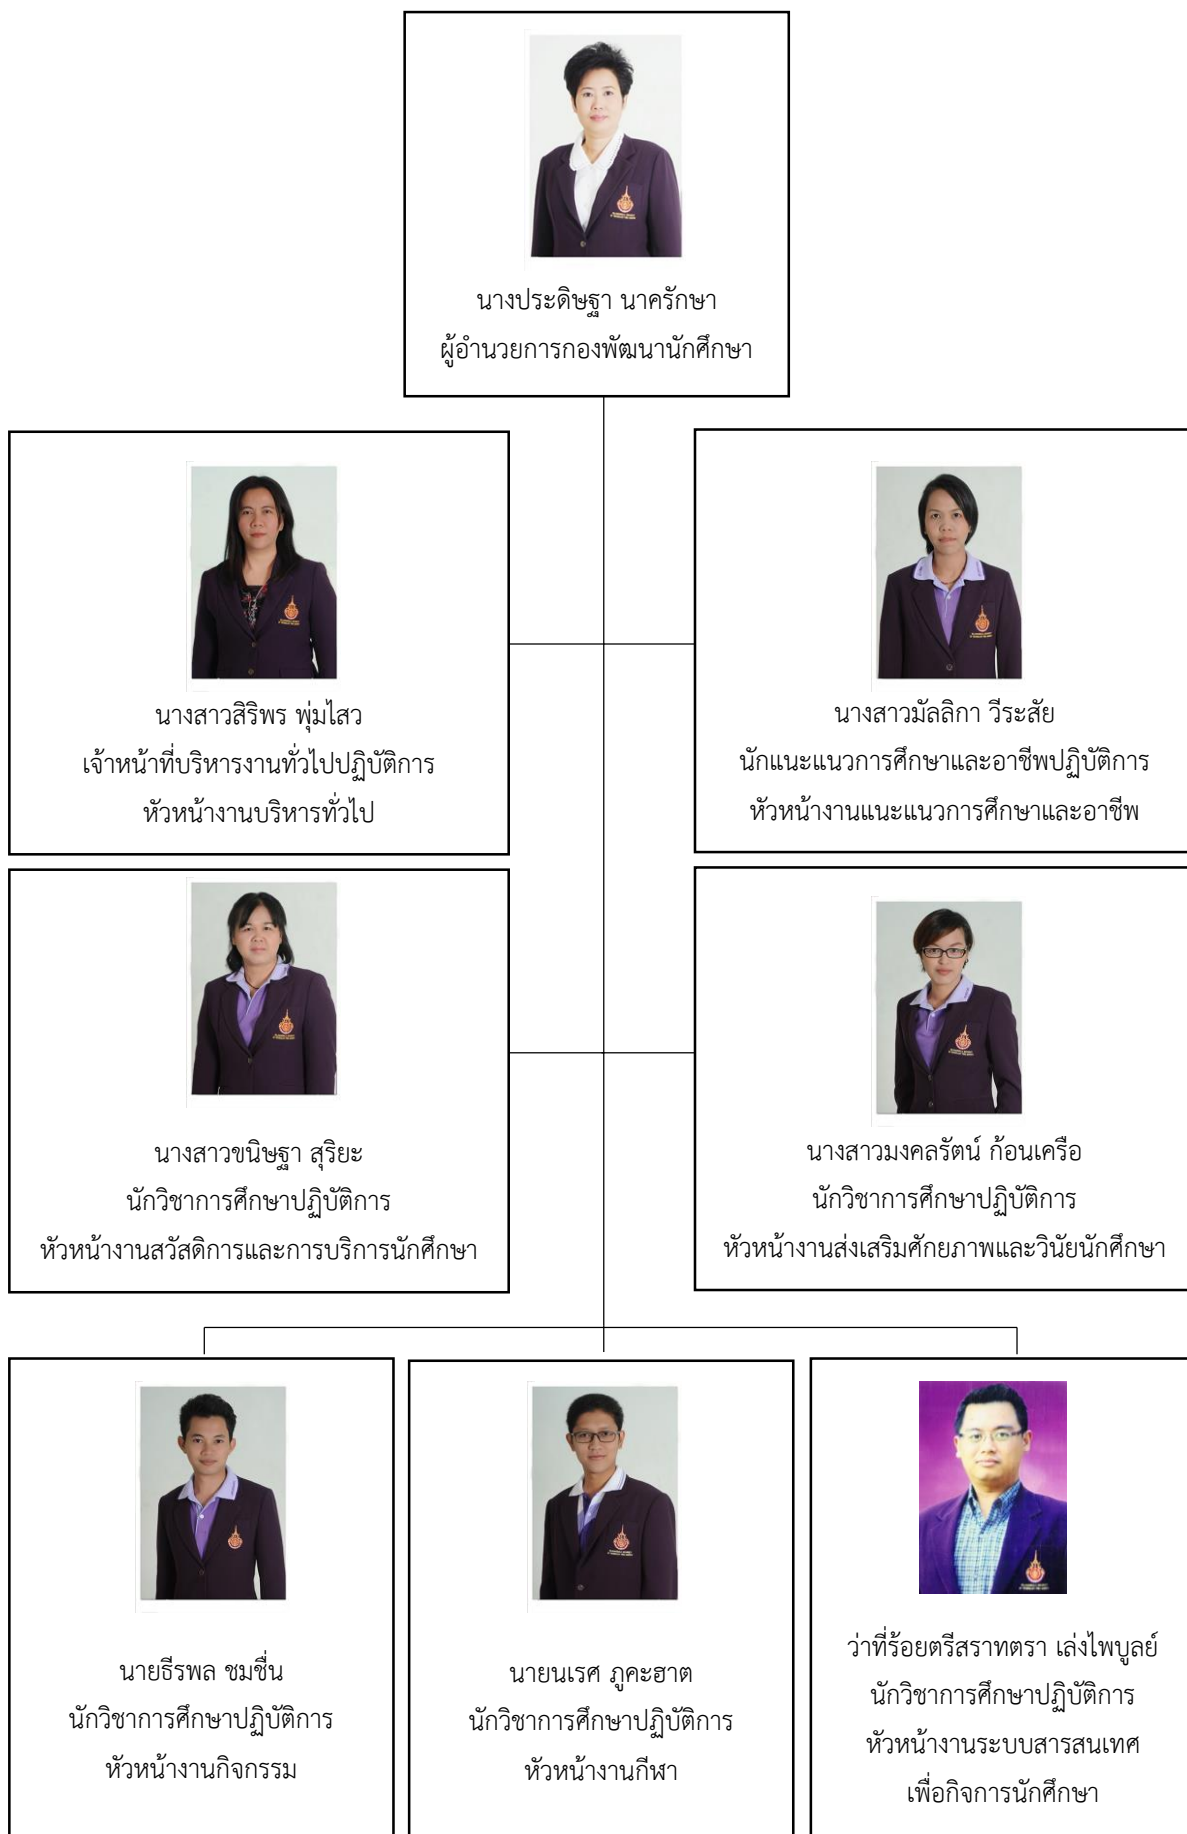 นางประดิษฐา นาครักษา
ผู้อำนวยการกองพัฒนานักศึกษา
นางสาวสิริพร พุ่มไสว
เจ้าหน้าที่บริหารงานทั่วไปปฏิบัติการ
หัวหน้างานบริหารทั่วไป
นางสาวมัลลิกา วีระสัย
นักแนะแนวการศึกษาและอาชีพปฏิบัติการ
หัวหน้างานแนะแนวการศึกษาและอาชีพ
นางสาวขนิษฐา สุริยะ
นักวิชาการศึกษาปฏิบัติการ
หัวหน้างานสวัสดิการและการบริการนักศึกษา
นางสาวมงคลรัตน์ ก้อนเครือ
นักวิชาการศึกษาปฏิบัติการ
หัวหน้างานส่งเสริมศักยภาพและวินัยนักศึกษา
นายธีรพล ชมชื่น
นักวิชาการศึกษาปฏิบัติการ
หัวหน้างานกิจกรรม
นายนเรศ ภูคะฮาต
นักวิชาการศึกษาปฏิบัติการ
หัวหน้างานกีฬา
ว่าที่ร้อยตรีสราทตรา เล่งไพบูลย์
นักวิชาการศึกษาปฏิบัติการ
หัวหน้างานระบบสารสนเทศ
เพื่อกิจการนักศึกษา